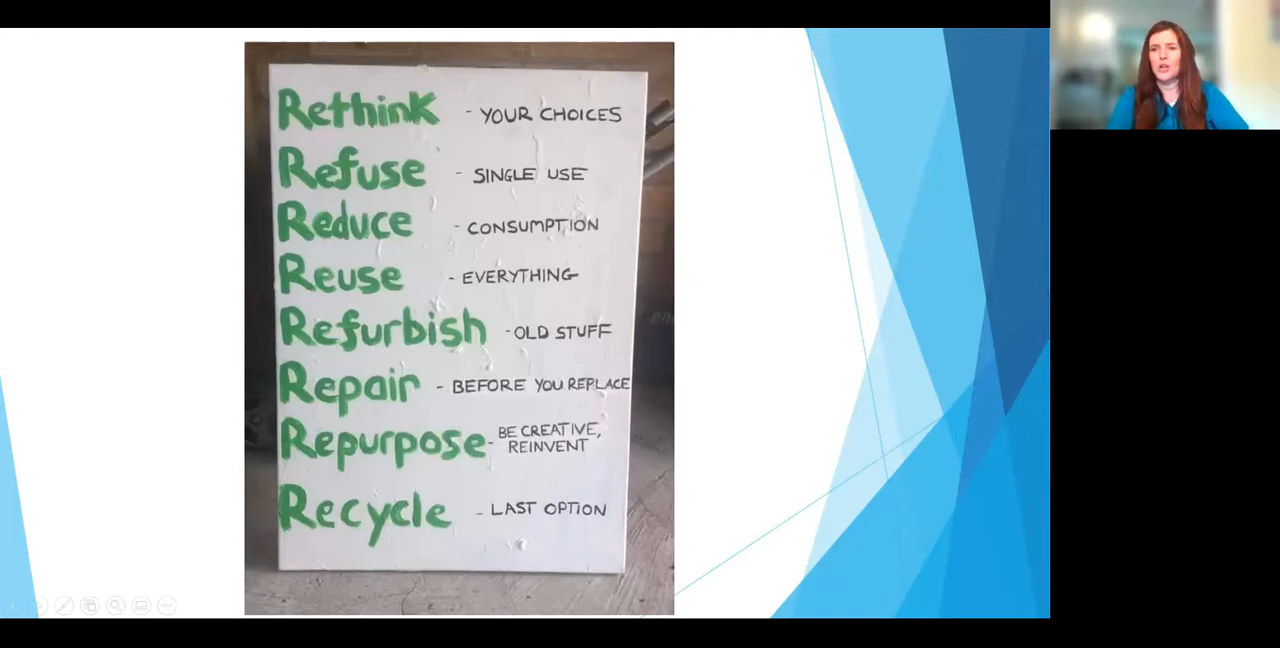 Rethink - YOUR CHOICES
Refuse - SINGLE USE
Reduce - CONSUMPTION
Reuse - EVERYTHING
Refurbish - OLD STUFF
Repair - BEFORE YOU REPLACE
Repurpose - BE CREATIVE,
REINVENT
Recycle - LAST OPTION